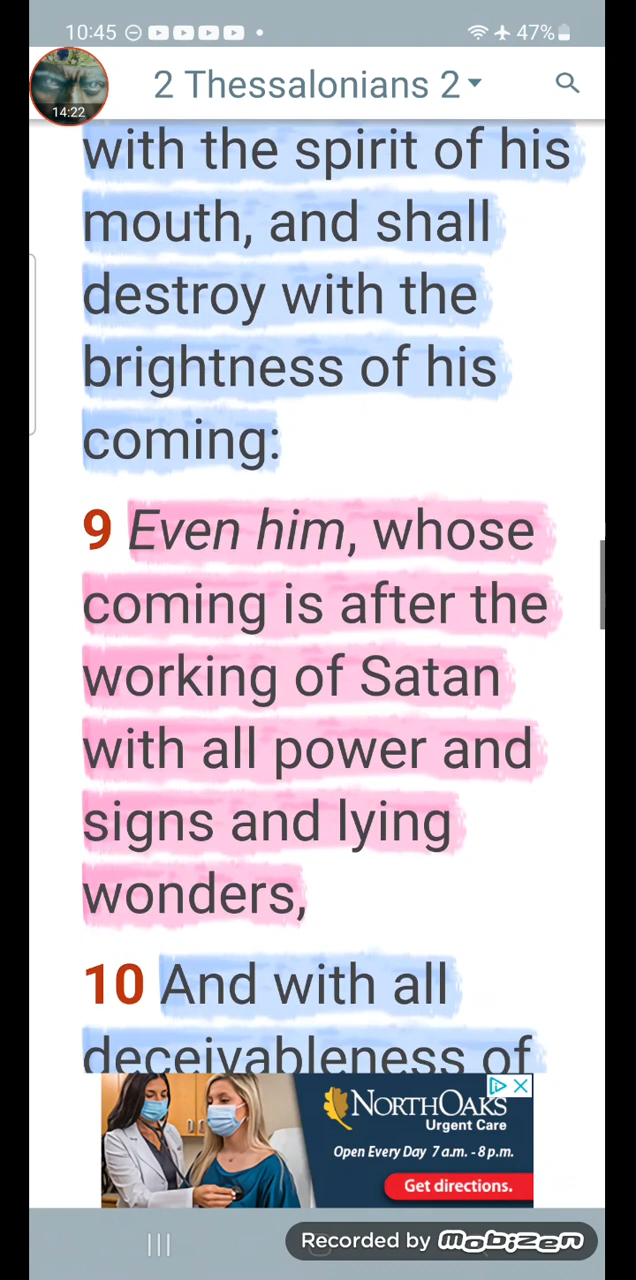 10:45
47%
14:22
2 Thessalonians 2
with the spirit of his
mouth, and shall
destroy with the
brightness of his
coming:
9 Even him, whose
coming is after the
working of Satan
with all power and
signs and lying
wonders,
10 And with all
deceivableness of
NORTHOAKS
Urgent Care
Open Every Day 7 a.m. - 8 p.m.
Get directions.
Recorded by mobizen